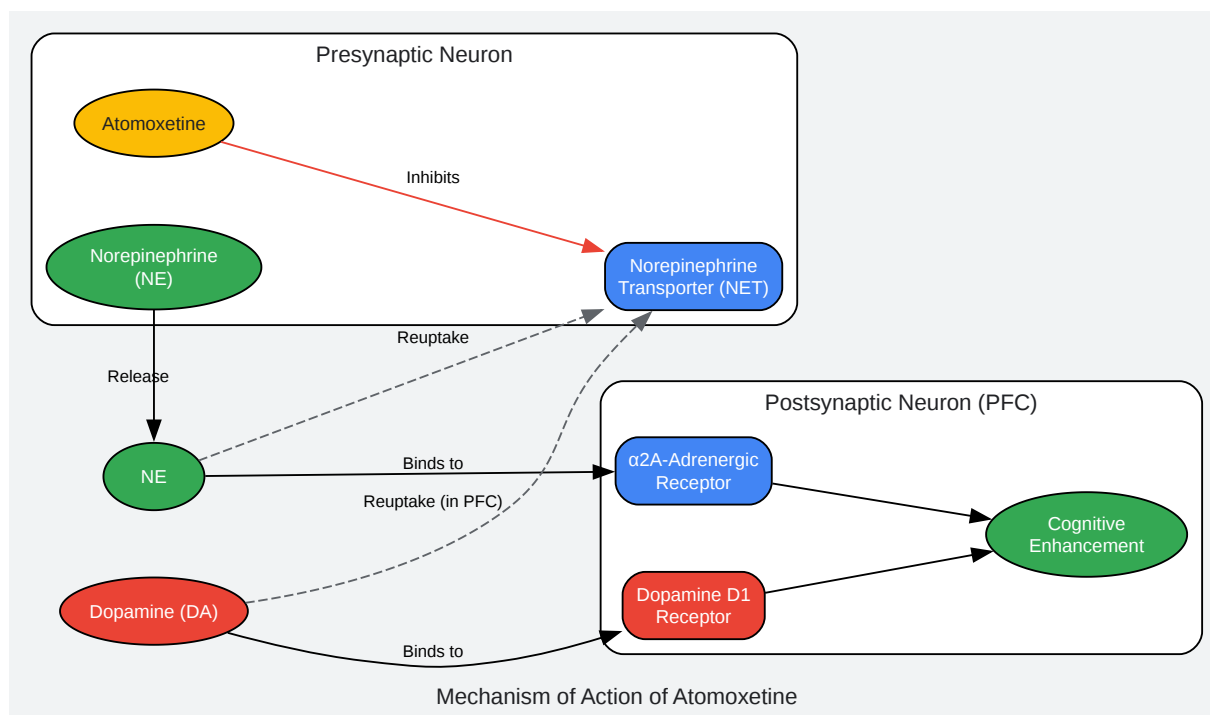 Presynaptic Neuron
Atomoxetine
Inhibits
Norepinephrine
(NE)
Norepinephrine
Transporter (NET)
Reuptake
Release
Postsynaptic Neuron (PFC)
NE
Binds to
α2A-Adrenergic
Receptor
Reuptake (in PFC)
Cognitive
Enhancement
Dopamine (DA)
Dopamine D1
Receptor
Binds to
Mechanism of Action of Atomoxetine